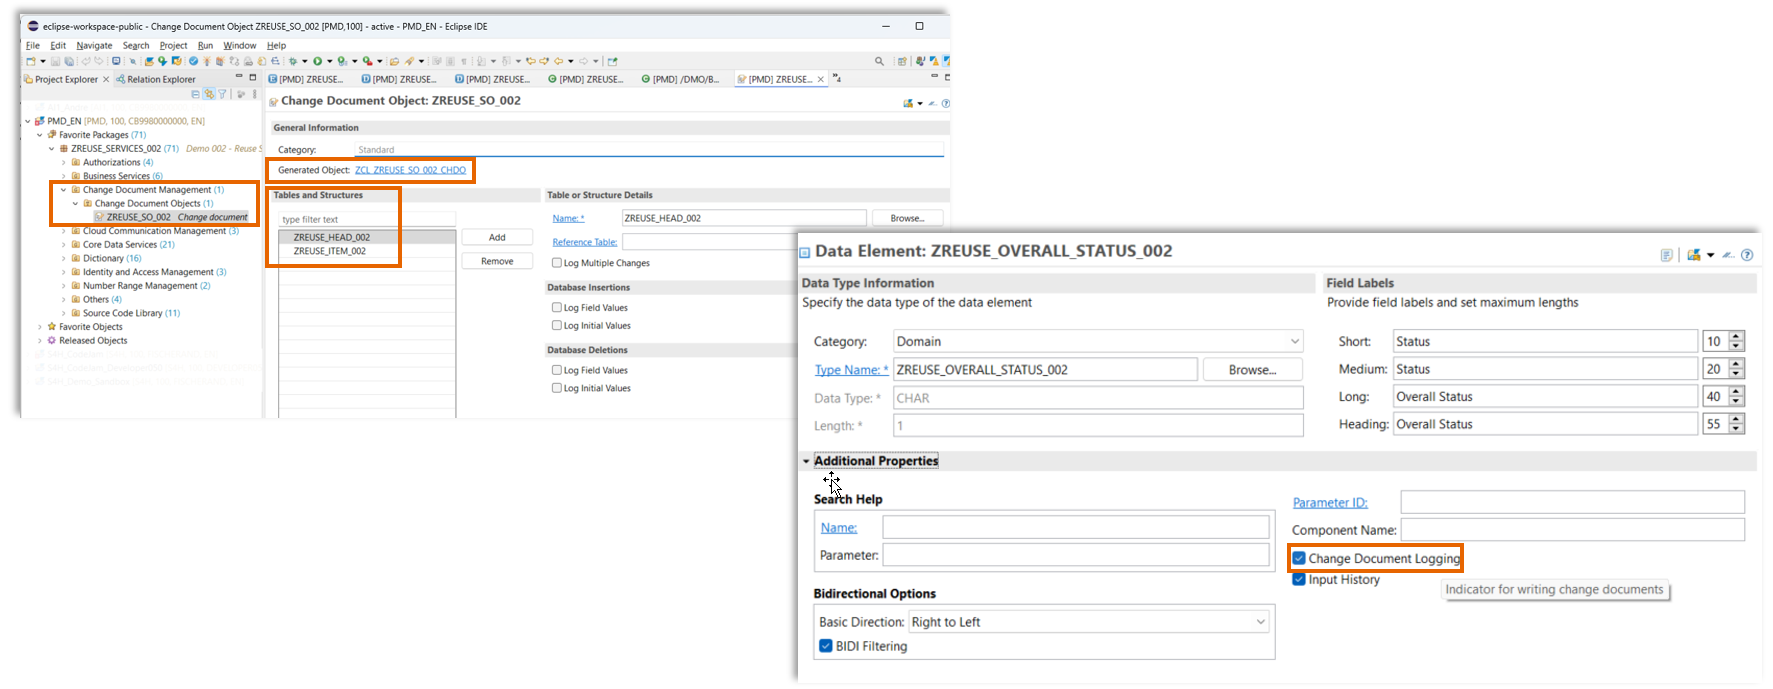 eclipse-workspace-public - Change Document Object ZREUSE_SO_002 [PMD,100] - active - PMD_EN - Eclipse IDE
File Edit Navigate Search Project Run Window Help
Project Explorer × Relation Explorer
[PMD] ZREUSE... [PMD] ZREUSE... [PMD] ZREUSE... [PMD] ZREUSE... [PMD] /DMO/B... [PMD] ZREUSE... × "4
PMD_EN [PMD, 100, CB9980000000, EN]
Favorite Packages (71)
ZREUSE_SERVICES_002 (71) Demo 002 - Reuse S
Authorizations (4)
Business Services (6)
Change Document Management (1)
Change Document Objects (1)
ZREUSE_SO_002 Change document
Cloud Communication Management (3)
Core Data Services (21)
Dictionary (16)
Identity and Access Management (3)
Number Range Management (2)
Others (4)
Source Code Library (11)
Favorite Objects
Released Objects
Change Document Object: ZREUSE_SO_002
General Information
Category: Standard
Generated Object: ZCL_ZREUSE_SO_002_CHDO
Tables and Structures
type filter text
ZREUSE_HEAD_002
ZREUSE_ITEM_002
Add
Remove
Table or Structure Details
Name: * ZREUSE_HEAD_002 Browse...
Reference Table:
Log Multiple Changes
Database Insertions
Log Field Values
Log Initial Values
Database Deletions
Log Field Values
Log Initial Values
Data Element: ZREUSE_OVERALL_STATUS_002
Data Type Information
Specify the data type of the data element
Category: Domain
Type Name: * ZREUSE_OVERALL_STATUS_002 Browse...
Data Type: * CHAR
Length: * 1
Field Labels
Provide field labels and set maximum lengths
Short: Status 10
Medium: Status 20
Long: Overall Status 40
Heading: Overall Status 55
Additional Properties
Search Help
Name:
Parameter:
Bidirectional Options
Basic Direction: Right to Left
BIDI Filtering
Parameter ID:
Component Name:
Change Document Logging
Input History
Indicator for writing change documents